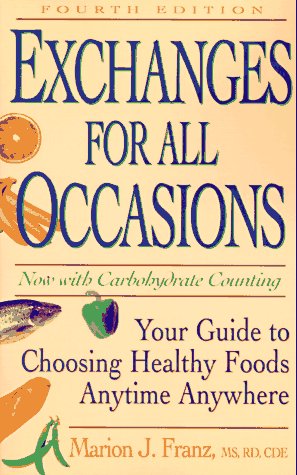 FOURTH EDITION
EXCHANGES
FOR ALL
OCCASIONS
Now with Carbohydrate Counting
Your Guide to
Choosing Healthy Foods
Anytime Anywhere
Marion J. Franz, MS, RD, CDE